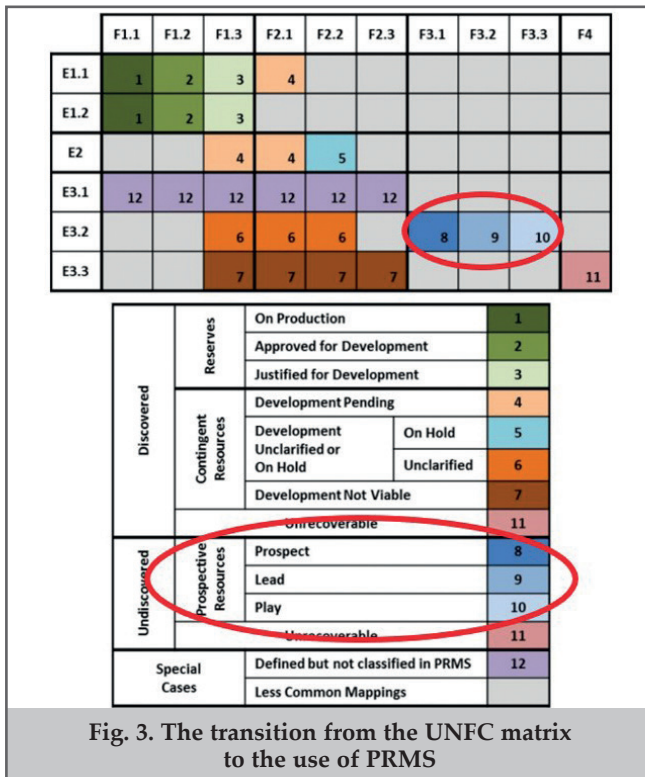 F1.1 F1.2 F1.3 F2.1 F2.2 F2.3 F3.1 F3.2 F3.3 F4
E1.1 1 2 3 4
E1.2 1 2 3
E2 4 4 5
E3.1 12 12 12 12 12 12
E3.2 6 6 6 8 9 10
E3.3 7 7 7 7 11
Discovered
Reserves
On Production 1
Approved for Development 2
Justified for Development 3
Contingent
Resources
Development Pending 4
Development
Unclarified or
On Hold
On Hold 5
Unclarified 6
Development Not Viable 7
Unrecoverable 11
Undiscovered
Prospective
Resources
Prospect 8
Lead 9
Play 10
Unrecoverable 11
Special
Cases
Defined but not classified in PRMS 12
Less Common Mappings
Fig. 3. The transition from the UNFC matrix
to the use of PRMS